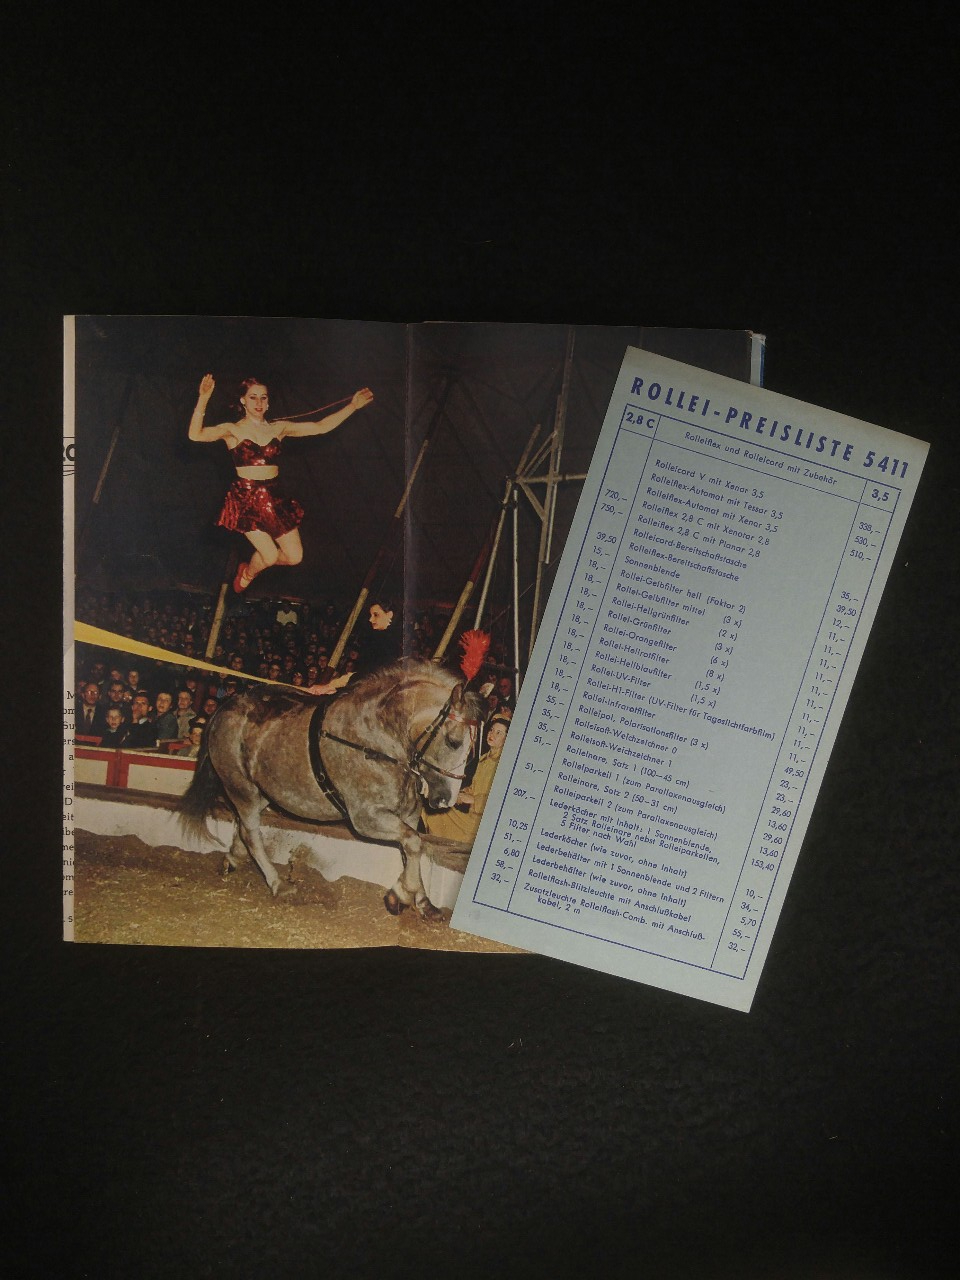 ROLLEI-PREISLISTE 5411
2,8 C Rolleiflex und Rolleicord mit Zubehör 3,5
Rolleicord V mit Xenar 3,5 338,—
Rolleiflex-Automat mit Tessar 3,5 530,—
Rolleiflex-Automat mit Xenar 3,5 510,—
720,— Rolleiflex 2,8 C mit Xenotar 2,8
750,— Rolleiflex 2,8 C mit Planar 2,8
Rolleicord-Bereitschaftstasche 35,—
39,50 Rolleiflex-Bereitschaftstasche 39,50
15,— Sonnenblende 12,—
18,— Rollei-Gelbfilter hell (Faktor 2) 11,—
18,— Rollei-Gelbfilter mittel (3 x) 11,—
18,— Rollei-Hellgrünfilter (2 x) 11,—
18,— Rollei-Grünfilter (3 x) 11,—
18,— Rollei-Orangefilter (6 x) 11,—
18,— Rollei-Hellrotfilter (8 x) 11,—
18,— Rollei-Hellblaufilter (1,5 x) 11,—
18,— Rollei-UV-Filter (1,5 x) 11,—
18,— Rollei-H1-Filter (UV-Filter für Tageslichtfarbfilm) 11,—
18,— Rollei-Infrarotfilter 11,—
55,— Rolleipol, Polarisationsfilter (3 x) 49,50
35,— Rolleisoft-Weichzeichner 0 23,—
35,— Rolleisoft-Weichzeichner 1 23,—
51,— Rolleinare, Satz 1 (100—45 cm) 29,60
Rolleiparkeil 1 (zum Parallaxenausgleich) 13,60
51,— Rolleinare, Satz 2 (50—31 cm) 29,60
Rolleiparkeil 2 (zum Parallaxenausgleich) 13,60
207,— Lederköcher mit Inhalt: 1 Sonnenblende,
2 Satz Rolleinare nebst Rolleiparkeilen,
5 Filter nach Wahl 153,40
10,25 Lederköcher (wie zuvor, ohne Inhalt) 10,—
51,— Lederbehälter mit 1 Sonnenblende und 2 Filtern 34,—
6,80 Lederbehälter (wie zuvor, ohne Inhalt) 5,70
58,— Rolleiflash-Blitzleuchte mit Anschlußkabel 55,—
32,— Zusatzleuchte Rolleiflash-Comb. mit Anschluß-
kabel, 2 m 32,—